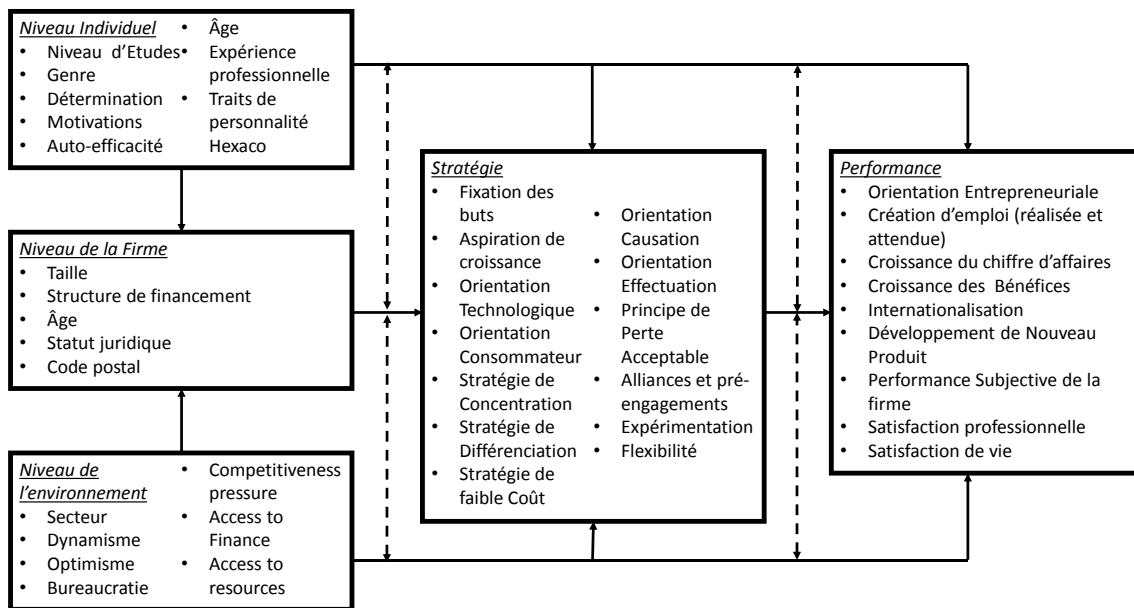 Niveau Individuel
• Niveau d'Etudes
• Genre
• Détermination
• Motivations
• Auto-efficacité
• Âge
• Expérience
professionnelle
• Traits de
personnalité
Hexaco
Niveau de la Firme
• Taille
• Structure de financement
• Âge
• Statut juridique
• Code postal
Niveau de
l'environnement
• Secteur
• Dynamisme
• Optimisme
• Bureaucratie
• Competitiveness
pressure
• Access to
Finance
• Access to
resources
Stratégie
• Fixation des
buts
• Aspiration de
croissance
• Orientation
Technologique
• Orientation
Consommateur
• Stratégie de
Concentration
• Stratégie de
Différenciation
• Stratégie de
faible Coût
• Orientation
Causation
• Orientation
Effectuation
• Principe de
Perte
Acceptable
• Alliances et pré-
engagements
• Expérimentation
• Flexibilité
Performance
• Orientation Entrepreneuriale
• Création d'emploi (réalisée et
attendue)
• Croissance du chiffre d'affaires
• Croissance des Bénéfices
• Internationalisation
• Développement de Nouveau
Produit
• Performance Subjective de la
firme
• Satisfaction professionnelle
• Satisfaction de vie